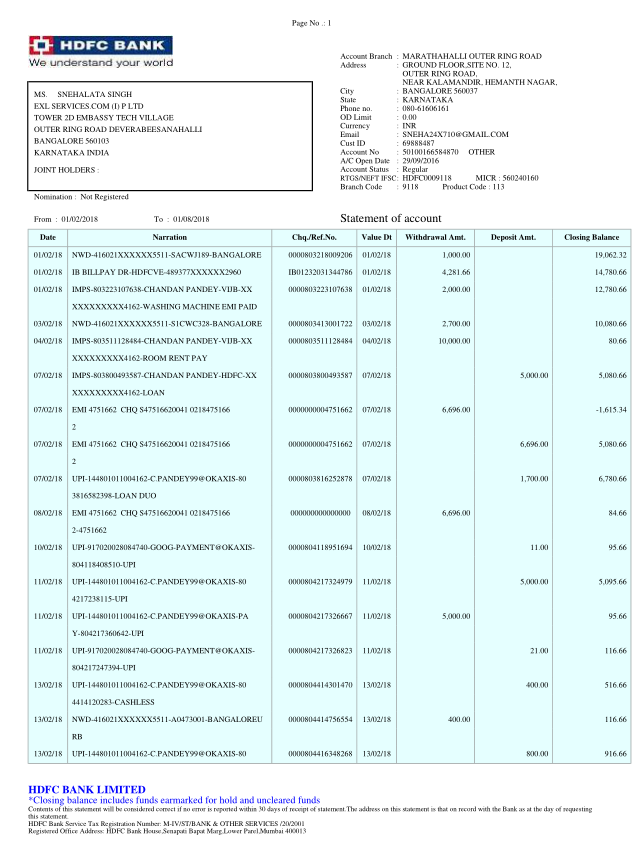 Page No .: 1
HDFC BANK
We understand your world
MS. SNEHALATA SINGH
EXL SERVICES.COM (I) P LTD
TOWER 2D EMBASSY TECH VILLAGE
OUTER RING ROAD DEVERABEESANAHALLI
BANGALORE 560103
KARNATAKA INDIA
JOINT HOLDERS :
Nomination : Not Registered
From : 01/02/2018 To : 01/08/2018
Account Branch : MARATHAHALLI OUTER RING ROAD
Address : GROUND FLOOR,SITE NO. 12,
OUTER RING ROAD,
NEAR KALAMANDIR, HEMANTH NAGAR,
City : BANGALORE 560037
State : KARNATAKA
Phone no. : 080-61606161
OD Limit : 0.00
Currency : INR
Email : SNEHA24X710@GMAIL.COM
Cust ID : 69888487
Account No : 50100166584870 OTHER
A/C Open Date : 29/09/2016
Account Status : Regular
RTGS/NEFT IFSC: HDFC0009118 MICR : 560240160
Branch Code : 9118 Product Code : 113
Statement of account
Date Narration Chq./Ref.No. Value Dt Withdrawal Amt. Deposit Amt. Closing Balance
01/02/18 NWD-416021XXXXXX5511-SACWJ189-BANGALORE 0000803218009206 01/02/18 1,000.00 19,062.32
01/02/18 IB BILLPAY DR-HDFCVE-489377XXXXXX2960 IB01232031344786 01/02/18 4,281.66 14,780.66
01/02/18 IMPS-803223107638-CHANDAN PANDEY-VIJB-XX 0000803223107638 01/02/18 2,000.00 12,780.66
XXXXXXXXX4162-WASHING MACHINE EMI PAID
03/02/18 NWD-416021XXXXXX5511-S1CWC328-BANGALORE 0000803413001722 03/02/18 2,700.00 10,080.66
04/02/18 IMPS-803511128484-CHANDAN PANDEY-VIJB-XX 0000803511128484 04/02/18 10,000.00 80.66
XXXXXXXXX4162-ROOM RENT PAY
07/02/18 IMPS-803800493587-CHANDAN PANDEY-HDFC-XX 0000803800493587 07/02/18 5,000.00 5,080.66
XXXXXXXXX4162-LOAN
07/02/18 EMI 4751662 CHQ S47516620041 0218475166 0000000004751662 07/02/18 6,696.00 -1,615.34
2
07/02/18 EMI 4751662 CHQ S47516620041 0218475166 0000000004751662 07/02/18 6,696.00 5,080.66
2
07/02/18 UPI-144801011004162-C.PANDEY99@OKAXIS-80 0000803816252878 07/02/18 1,700.00 6,780.66
3816582398-LOAN DUO
08/02/18 EMI 4751662 CHQ S47516620041 0218475166 000000000000000 08/02/18 6,696.00 84.66
2-4751662
10/02/18 UPI-917020028084740-GOOG-PAYMENT@OKAXIS- 0000804118951694 10/02/18 11.00 95.66
804118408510-UPI
11/02/18 UPI-144801011004162-C.PANDEY99@OKAXIS-80 0000804217324979 11/02/18 5,000.00 5,095.66
4217238115-UPI
11/02/18 UPI-144801011004162-C.PANDEY99@OKAXIS-PA 0000804217326667 11/02/18 5,000.00 95.66
Y-804217360642-UPI
11/02/18 UPI-917020028084740-GOOG-PAYMENT@OKAXIS- 0000804217326823 11/02/18 21.00 116.66
804217247394-UPI
13/02/18 UPI-144801011004162-C.PANDEY99@OKAXIS-80 0000804414301470 13/02/18 400.00 516.66
4414120283-CASHLESS
13/02/18 NWD-416021XXXXXX5511-A0473001-BANGALOREU 0000804414756554 13/02/18 400.00 116.66
RB
13/02/18 UPI-144801011004162-C.PANDEY99@OKAXIS-80 0000804416348268 13/02/18 800.00 916.66
HDFC BANK LIMITED
*Closing balance includes funds earmarked for hold and uncleared funds
Contents of this statement will be considered correct if no error is reported within 30 days of receipt of statement.The address on this statement is that on record with the Bank as at the day of requesting
this statement.
HDFC Bank Service Tax Registration Number: M-IV/ST/BANK & OTHER SERVICES /20/2001
Registered Office Address: HDFC Bank House,Senapati Bapat Marg,Lower Parel,Mumbai 400013